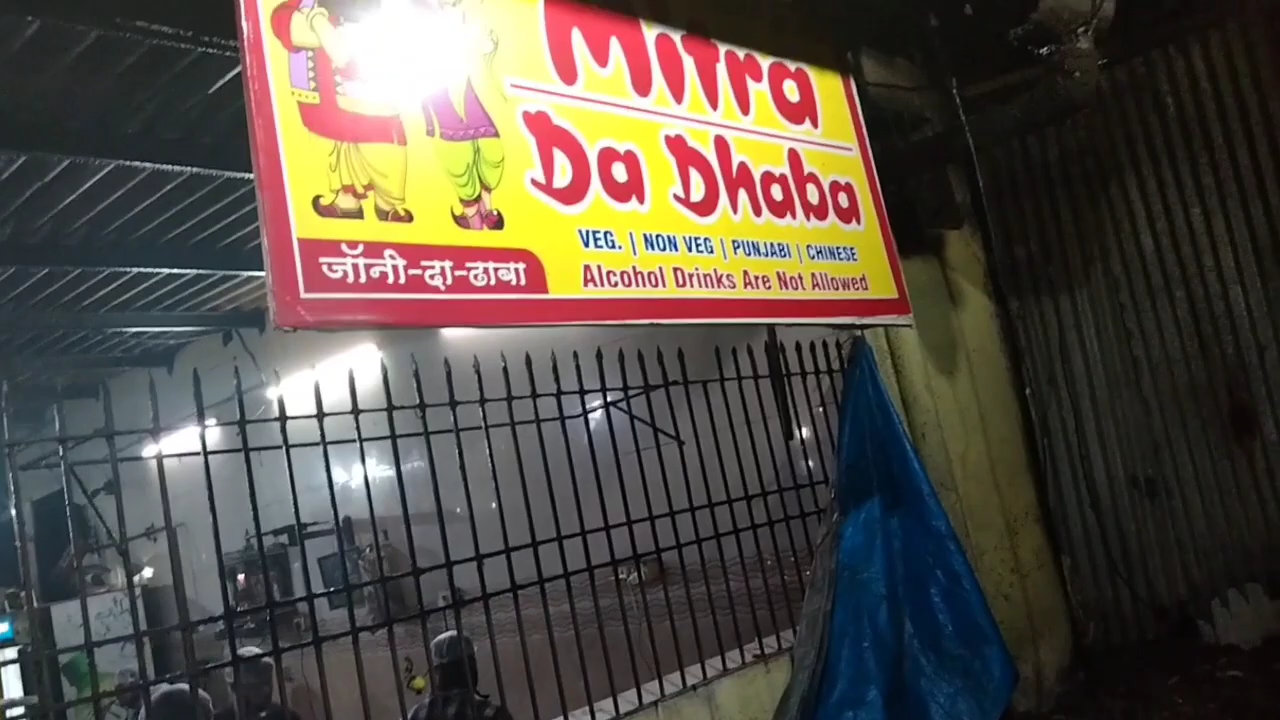 Mitra
Da Dhaba
VEG. | NON VEG | PUNJABI | CHINESE
जॉनी-दा-ढाबा
Alcohol Drinks Are Not Allowed